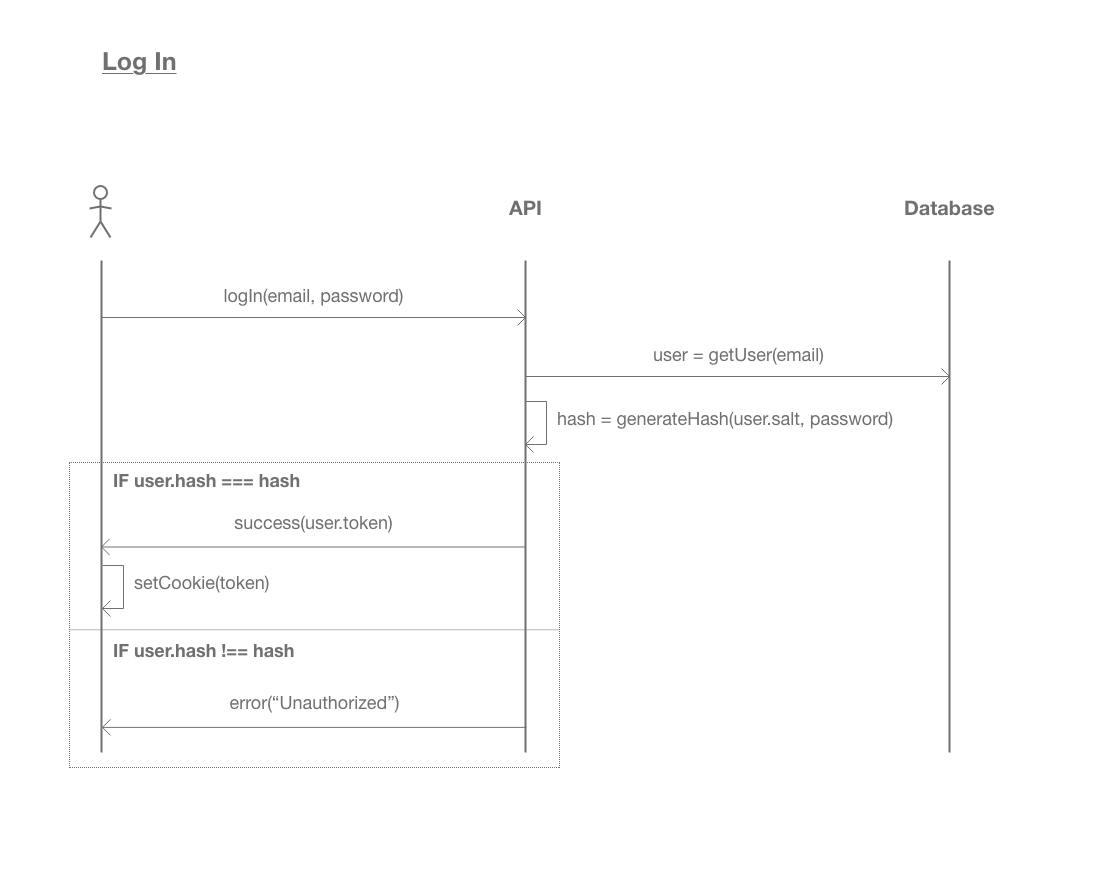 Log In
API
Database
logIn(email, password)
user = getUser(email)
hash = generateHash(user.salt, password)
IF user.hash === hash
success(user.token)
setCookie(token)
IF user.hash !== hash
error(“Unauthorized”)